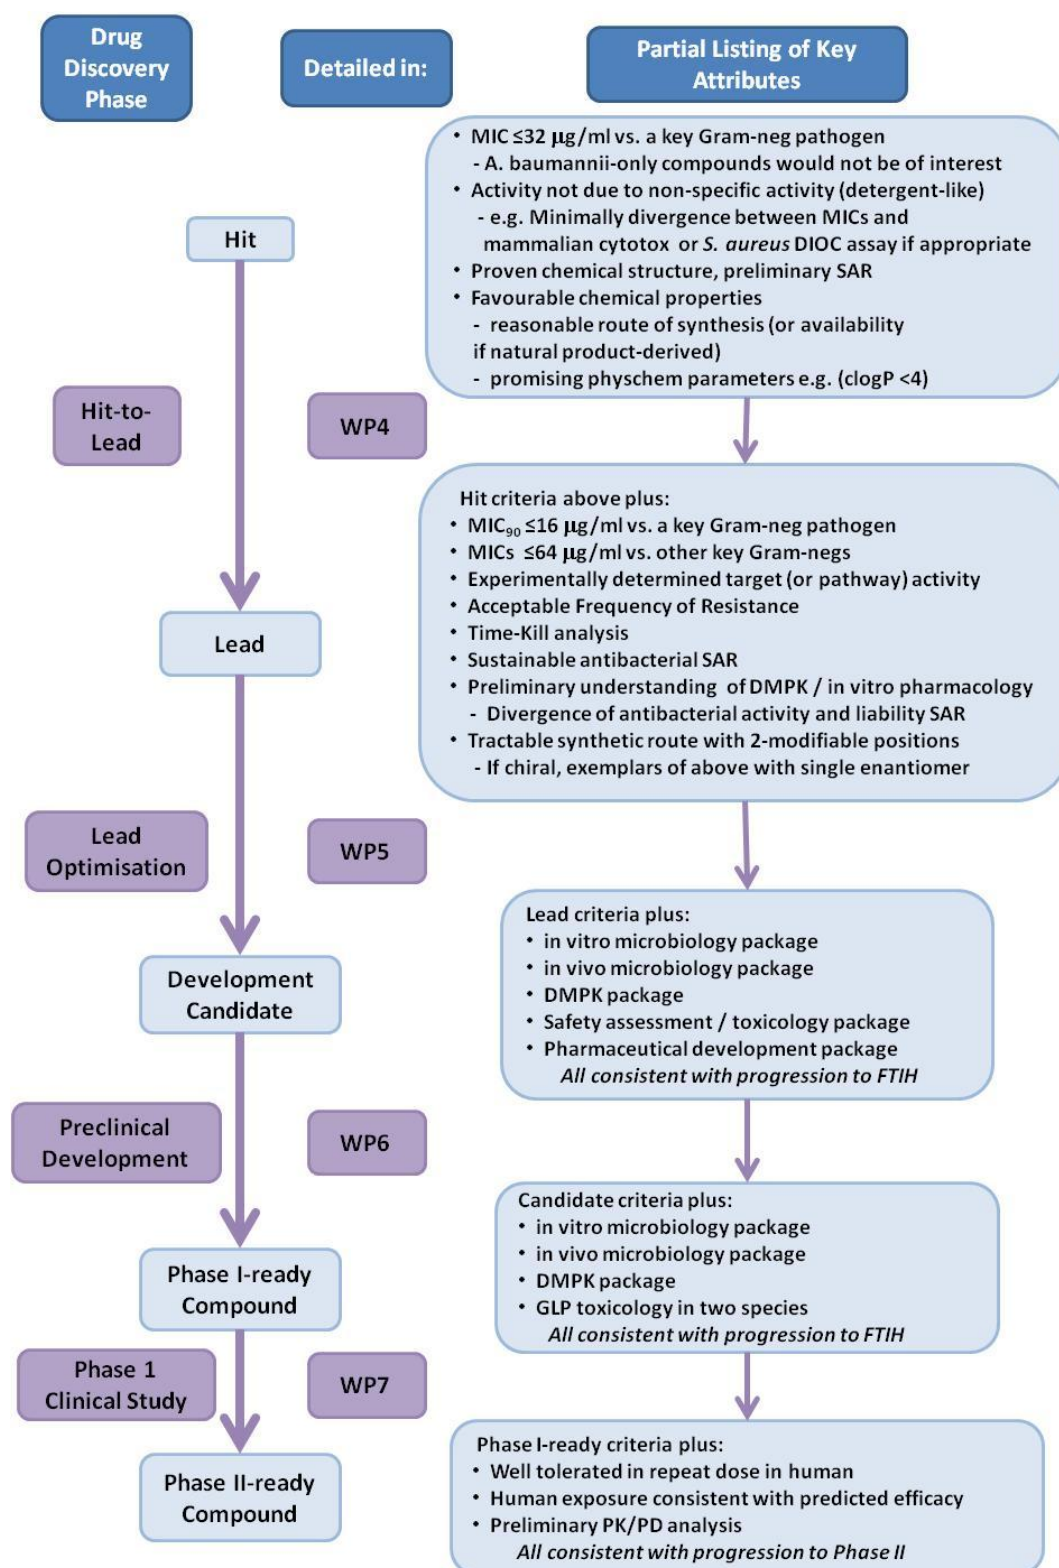 Drug
Discovery
Phase
Detailed in:
Partial Listing of Key
Attributes
Hit
• MIC ≤32 μg/ml vs. a key Gram-neg pathogen
- A. baumannii-only compounds would not be of interest
• Activity not due to non-specific activity (detergent-like)
- e.g. Minimally divergence between MICs and
mammalian cytotox or S. aureus DIOC assay if appropriate
• Proven chemical structure, preliminary SAR
• Favourable chemical properties
- reasonable route of synthesis (or availability
if natural product-derived)
- promising physchem parameters e.g. (clogP <4)
Hit-to-
Lead
WP4
Lead
Hit criteria above plus:
• MIC₉₀ ≤16 μg/ml vs. a key Gram-neg pathogen
• MICs ≤64 μg/ml vs. other key Gram-negs
• Experimentally determined target (or pathway) activity
• Acceptable Frequency of Resistance
• Time-Kill analysis
• Sustainable antibacterial SAR
• Preliminary understanding of DMPK / in vitro pharmacology
- Divergence of antibacterial activity and liability SAR
• Tractable synthetic route with 2-modifiable positions
- If chiral, exemplars of above with single enantiomer
Lead
Optimisation
WP5
Development
Candidate
Lead criteria plus:
• in vitro microbiology package
• in vivo microbiology package
• DMPK package
• Safety assessment / toxicology package
• Pharmaceutical development package
All consistent with progression to FTIH
Preclinical
Development
WP6
Phase I-ready
Compound
Candidate criteria plus:
• in vitro microbiology package
• in vivo microbiology package
• DMPK package
• GLP toxicology in two species
All consistent with progression to FTIH
Phase 1
Clinical Study
WP7
Phase II-ready
Compound
Phase I-ready criteria plus:
• Well tolerated in repeat dose in human
• Human exposure consistent with predicted efficacy
• Preliminary PK/PD analysis
All consistent with progression to Phase II